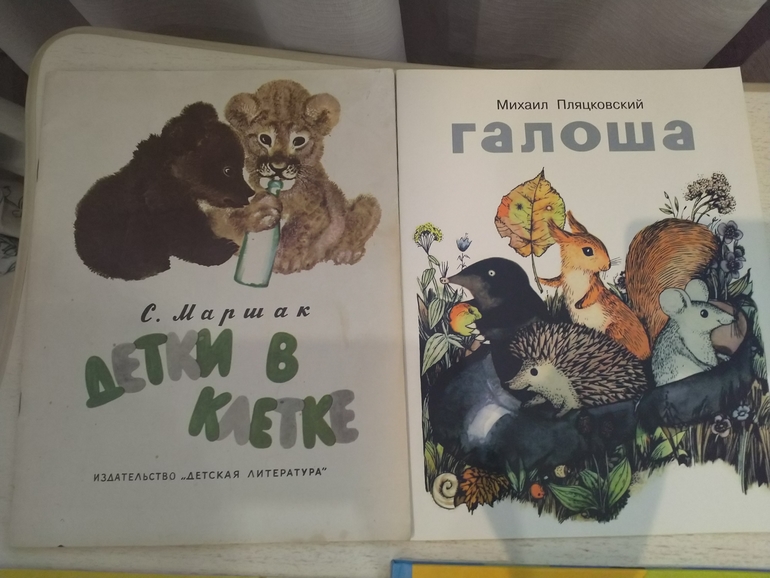 С. Маршак
ДЕТКИ В
КЛЕТКЕ
ИЗДАТЕЛЬСТВО „ДЕТСКАЯ ЛИТЕРАТУРА"
Михаил Пляцковский
галоша